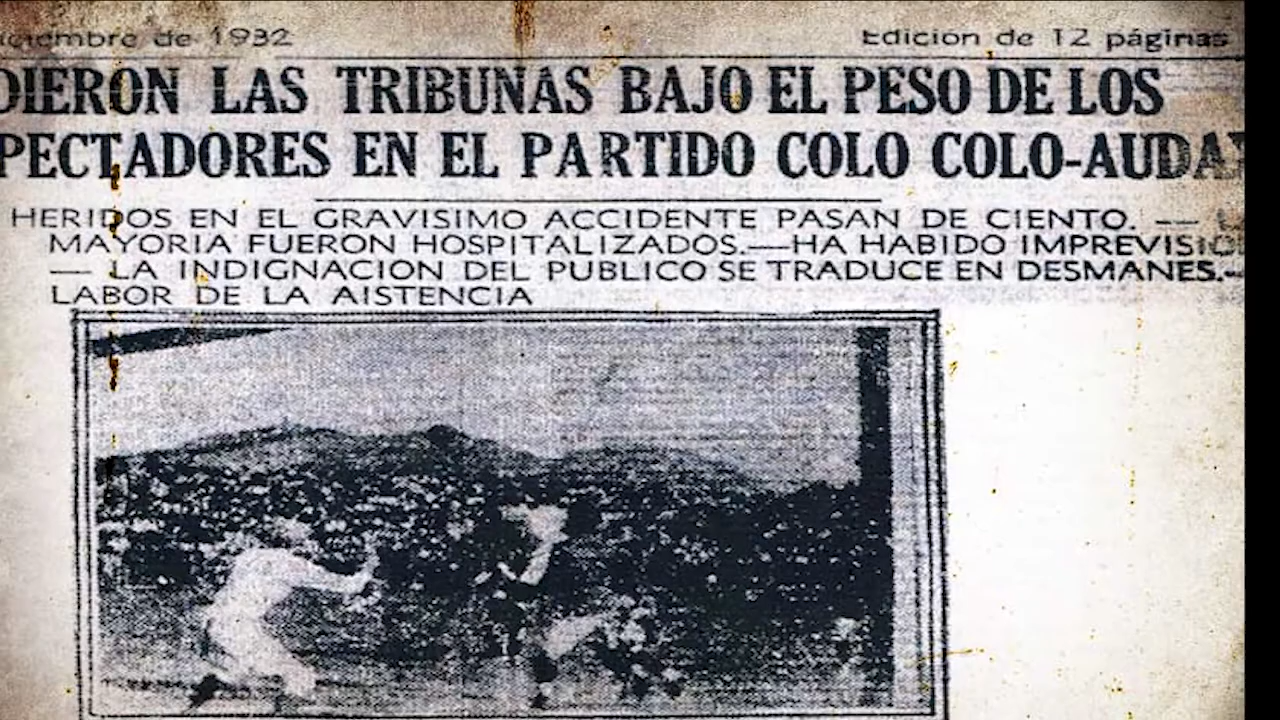 diciembre de 1932 Edicion de 12 páginas
DIERON LAS TRIBUNAS BAJO EL PESO DE LOS
PECTADORES EN EL PARTIDO COLO COLO-AUDA
HERIDOS EN EL GRAVISIMO ACCIDENTE PASAN DE CIENTO. —
MAYORIA FUERON HOSPITALIZADOS.—HA HABIDO IMPREVISIO
— LA INDIGNACION DEL PUBLICO SE TRADUCE EN DESMANES.—
LABOR DE LA AISTENCIA